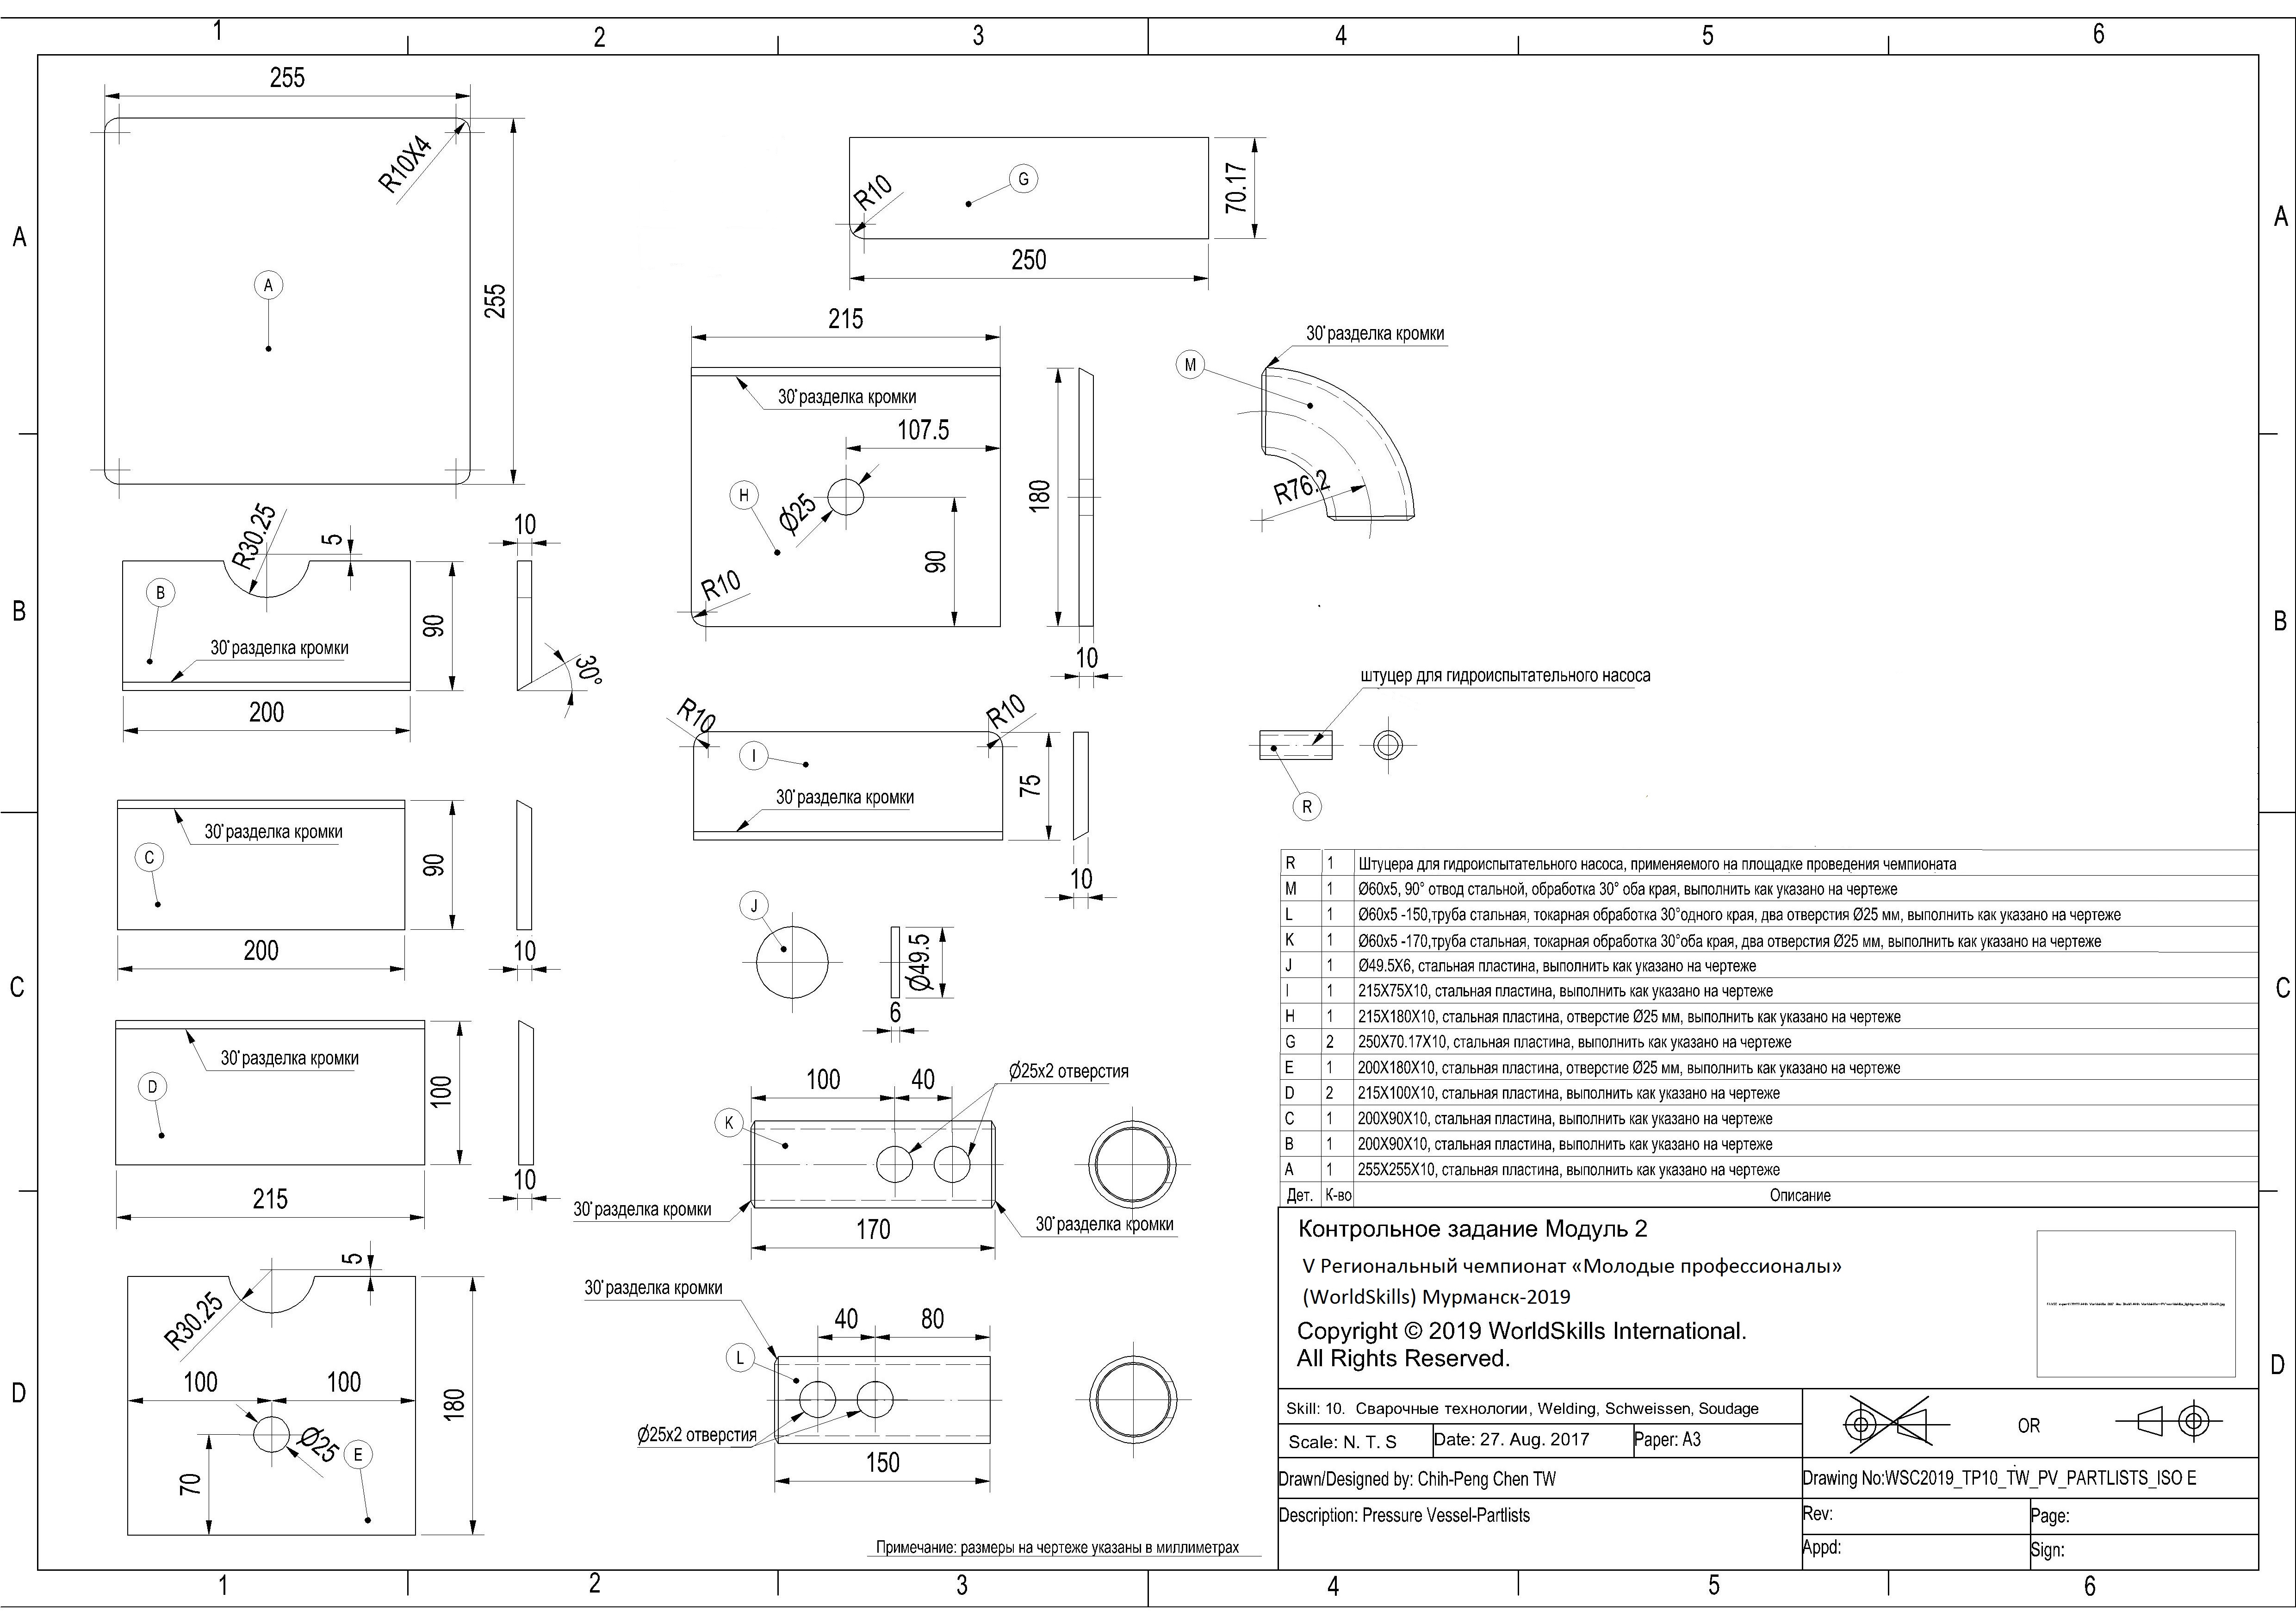 1
2
3
4
5
6
A
B
C
D
A
B
C
D
255
R10X4
A
255
G
R10
70.17
250
215
30°разделка кромки
107.5
H
Ø25
180
90
R10
10
30°разделка кромки
M
R76.2
R30.25
5
10
B
90
30°разделка кромки
200
30°
штуцер для гидроиспытательного насоса
R
R10
R10
I
75
30°разделка кромки
10
30°разделка кромки
C
90
200
10
J
Ø49.5
6
30°разделка кромки
D
100
215
10
100
40
Ø25x2 отверстия
K
30°разделка кромки
170
30°разделка кромки
5
R30.25
100
100
180
Ø25
E
70
30°разделка кромки
40
80
L
Ø25x2 отверстия
150
Примечание: размеры на чертеже указаны в миллиметрах
R 1 Штуцера для гидроиспытательного насоса, применяемого на площадке проведения чемпионата
M 1 Ø60x5, 90° отвод стальной, обработка 30° оба края, выполнить как указано на чертеже
L 1 Ø60x5 -150,труба стальная, токарная обработка 30°одного края, два отверстия Ø25 мм, выполнить как указано на чертеже
K 1 Ø60x5 -170,труба стальная, токарная обработка 30°оба края, два отверстия Ø25 мм, выполнить как указано на чертеже
J 1 Ø49.5X6, стальная пластина, выполнить как указано на чертеже
I 1 215X75X10, стальная пластина, выполнить как указано на чертеже
H 1 215X180X10, стальная пластина, отверстие Ø25 мм, выполнить как указано на чертеже
G 2 250X70.17X10, стальная пластина, выполнить как указано на чертеже
E 1 200X180X10, стальная пластина, отверстие Ø25 мм, выполнить как указано на чертеже
D 2 215X100X10, стальная пластина, выполнить как указано на чертеже
C 1 200X90X10, стальная пластина, выполнить как указано на чертеже
B 1 200X90X10, стальная пластина, выполнить как указано на чертеже
A 1 255X255X10, стальная пластина, выполнить как указано на чертеже
Дет. К-во Описание
Контрольное задание Модуль 2
V Региональный чемпионат «Молодые профессионалы»
(WorldSkills) Мурманск-2019
Copyright © 2019 WorldSkills International.
All Rights Reserved.
Skill: 10. Сварочные технологии, Welding, Schweissen, Soudage
Scale: N. T. S
Date: 27. Aug. 2017
Paper: A3
OR
Drawn/Designed by: Chih-Peng Chen TW
Drawing No:WSC2019_TP10_TW_PV_PARTLISTS_ISO E
Description: Pressure Vessel-Partlists
Rev:
Page:
Appd:
Sign:
1
2
3
4
5
6